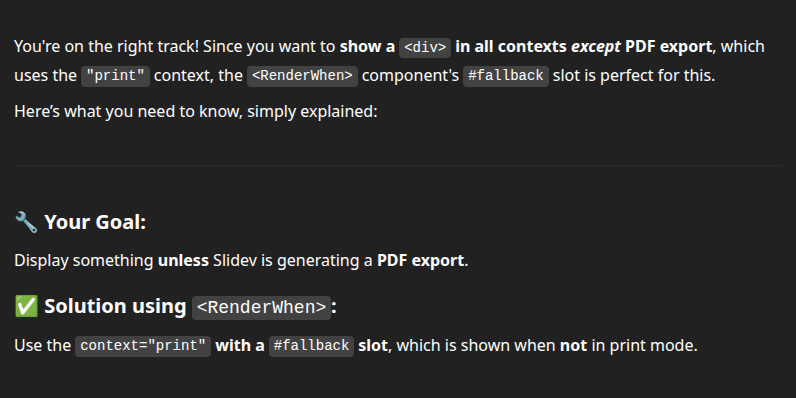 You're on the right track! Since you want to show a <div> in all contexts except PDF export, which
uses the "print" context, the <RenderWhen> component's #fallback slot is perfect for this.
Here’s what you need to know, simply explained:
🔧 Your Goal:
Display something unless Slidev is generating a PDF export.
✅ Solution using <RenderWhen>:
Use the context="print" with a #fallback slot, which is shown when not in print mode.